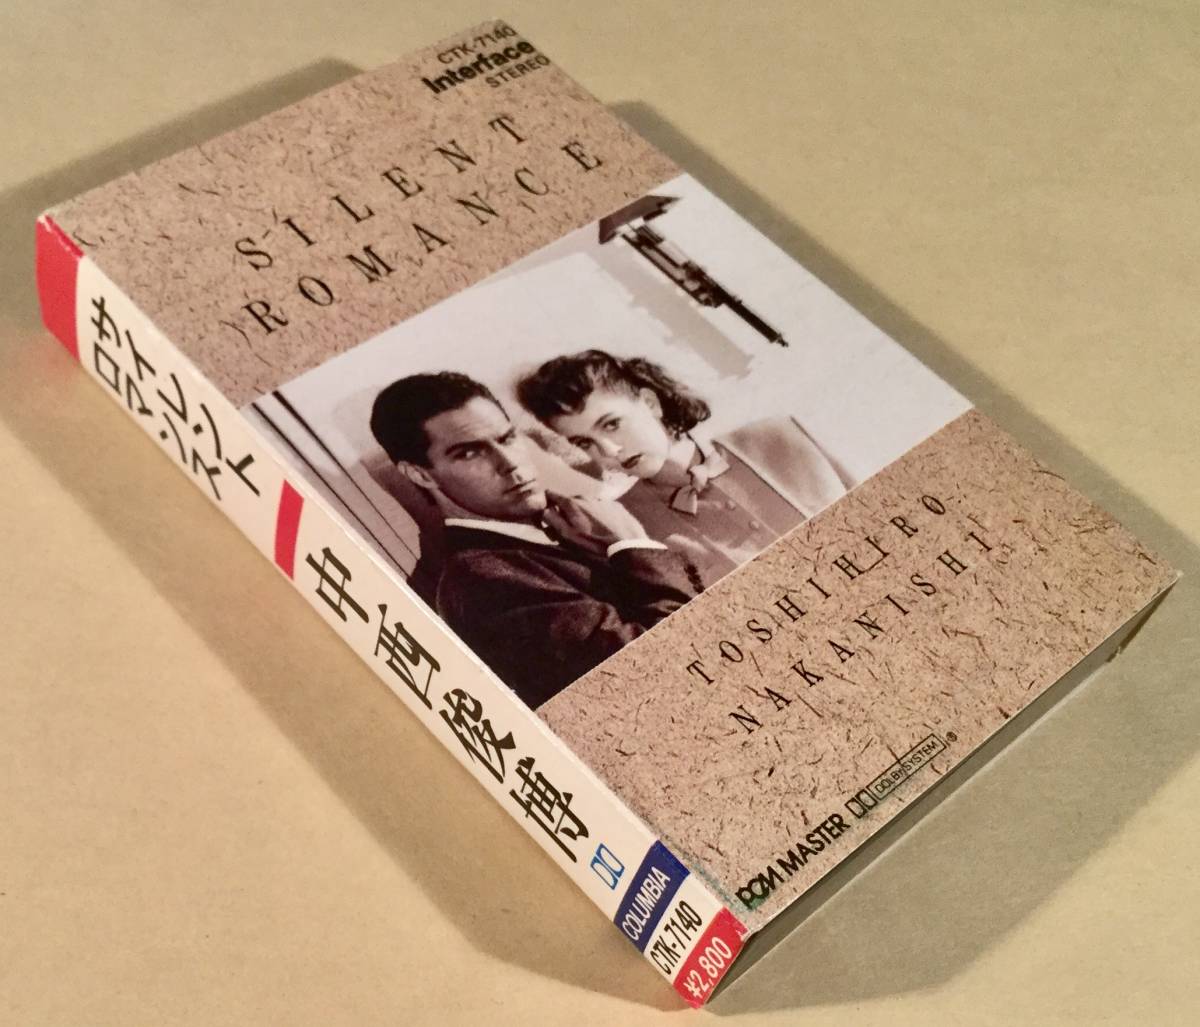 CTK-7140
Interface
STEREO
SILENT
ROMANCE
TOSHIHIRO
NAKANISHI
PCM MASTER DOLBY SYSTEM ®
サイレント
ロマンス
中西俊博
COLUMBIA
CTK-7140
¥2,800